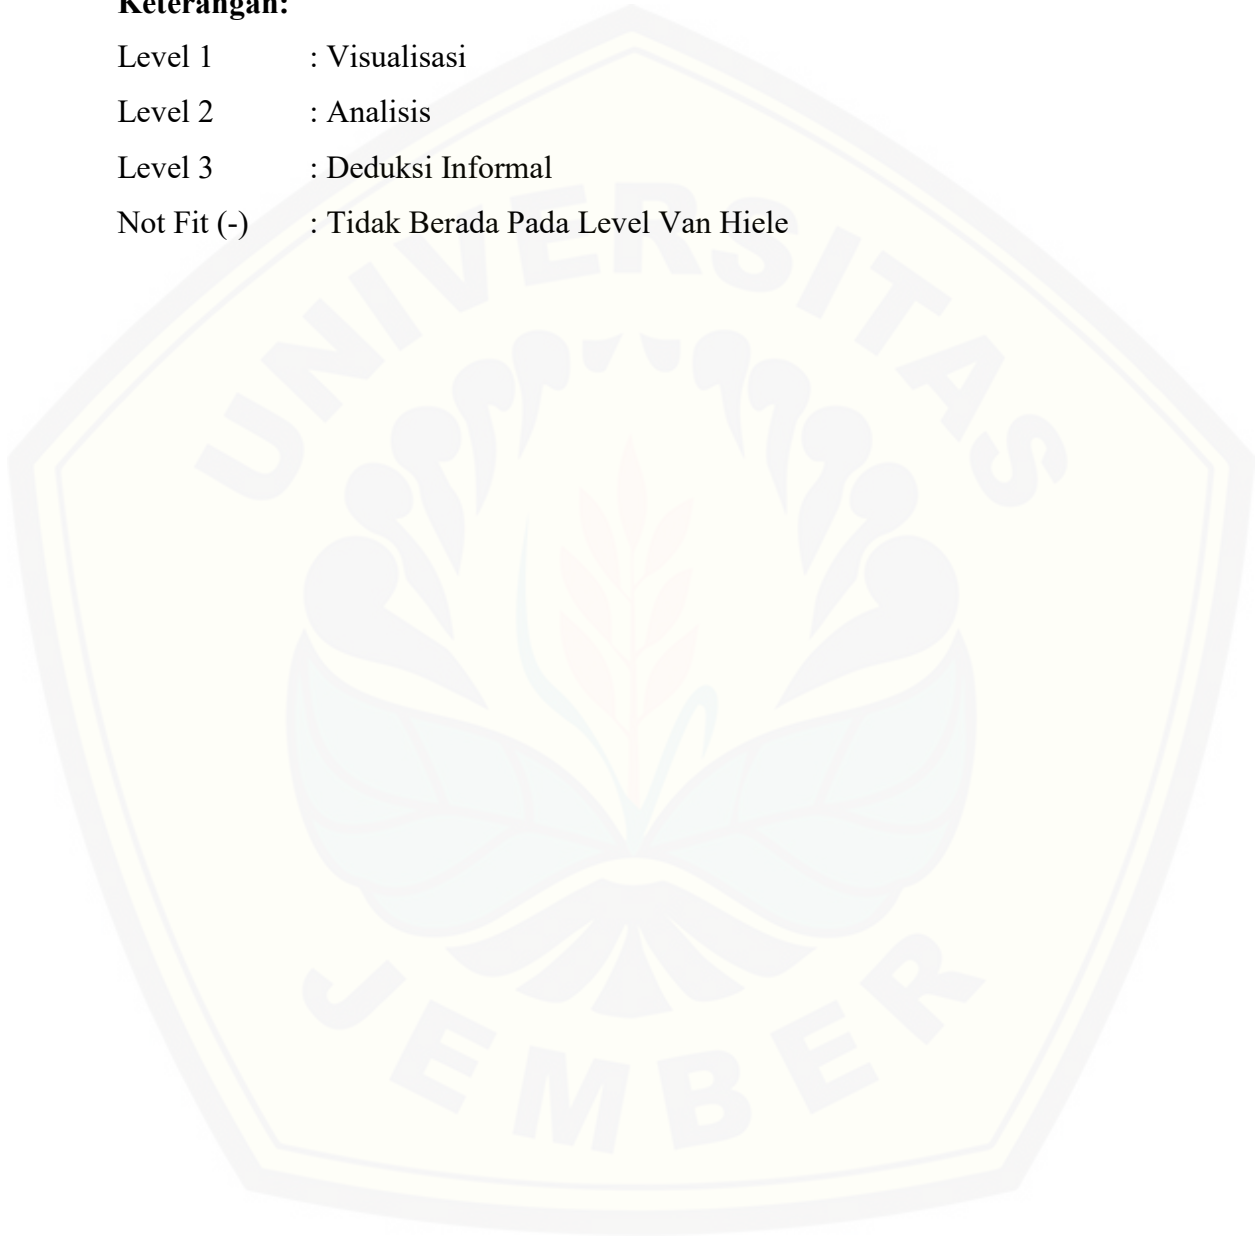 Keterangan:
Level 1 : Visualisasi
Level 2 : Analisis
Level 3 : Deduksi Informal
Not Fit (-) : Tidak Berada Pada Level Van Hiele
UNIVERSITAS
JEMBER